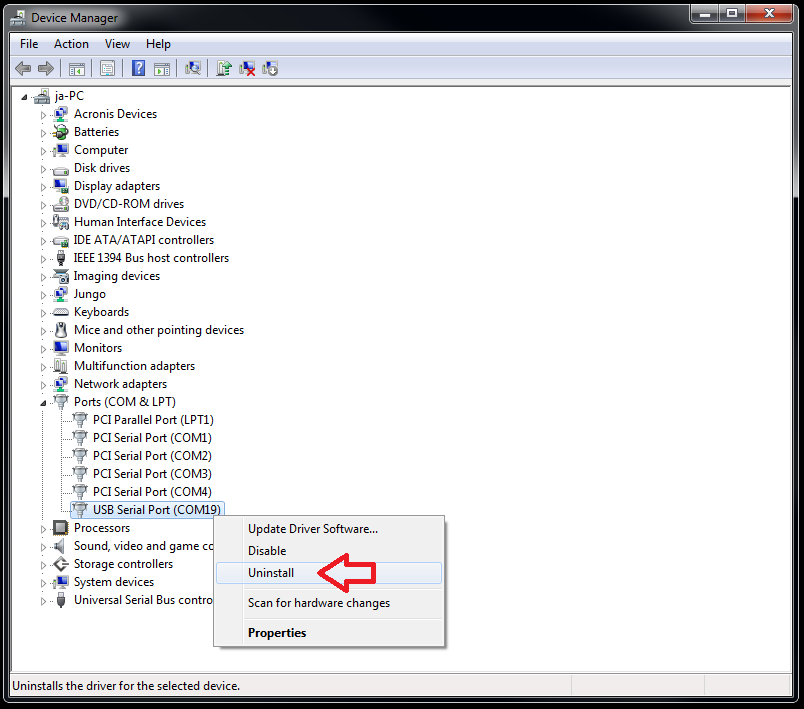 Device Manager
File Action View Help
ja-PC
Acronis Devices
Batteries
Computer
Disk drives
Display adapters
DVD/CD-ROM drives
Human Interface Devices
IDE ATA/ATAPI controllers
IEEE 1394 Bus host controllers
Imaging devices
Jungo
Keyboards
Mice and other pointing devices
Monitors
Multifunction adapters
Network adapters
Ports (COM & LPT)
PCI Parallel Port (LPT1)
PCI Serial Port (COM1)
PCI Serial Port (COM2)
PCI Serial Port (COM3)
PCI Serial Port (COM4)
USB Serial Port (COM19)
Processors
Sound, video and game co
Storage controllers
System devices
Universal Serial Bus contro
Update Driver Software...
Disable
Uninstall
Scan for hardware changes
Properties
Uninstalls the driver for the selected device.